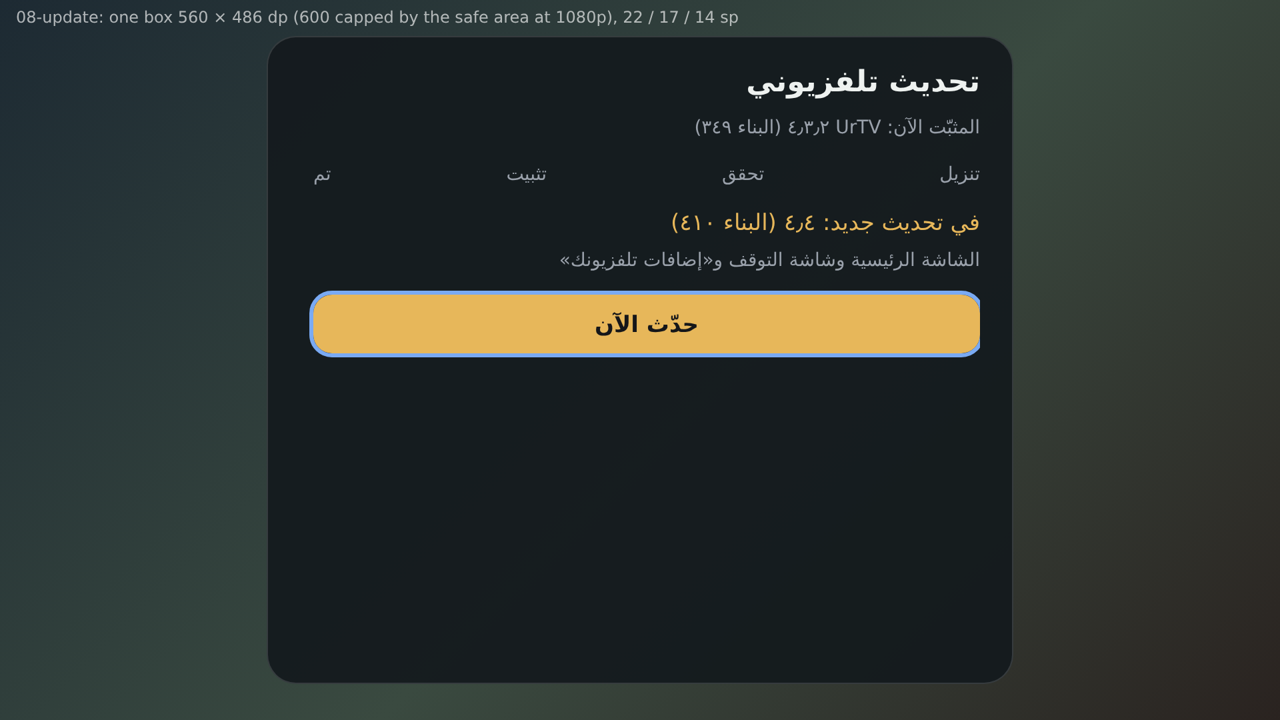 08-update: one box 560 × 486 dp (600 capped by the safe area at 1080p), 22 / 17 / 14 sp
تحديث تلفزيوني
المثبّت الآن: UrTV ٤٫٣٫٢ (البناء ٣٤٩)
تنزيل تحقق تثبيت تم
في تحديث جديد: ٤٫٤ (البناء ٤١٠)
الشاشة الرئيسية وشاشة التوقف و«إضافات تلفزيونك»
حدّث الآن